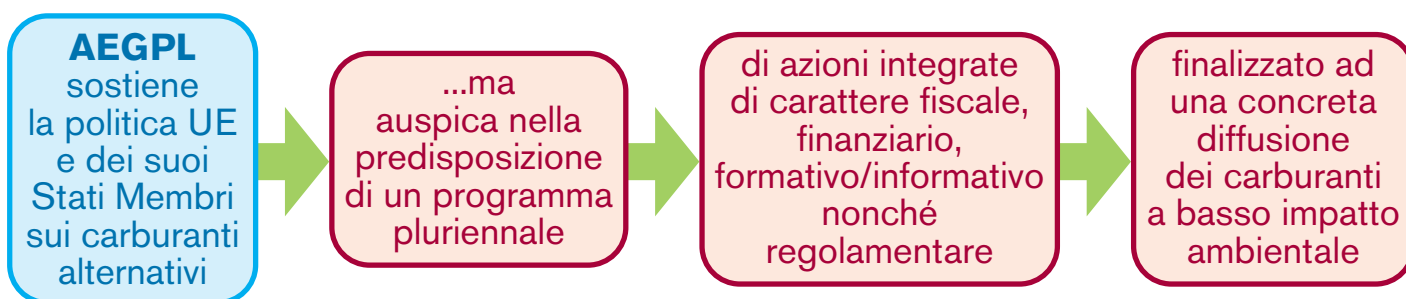 AEGPL
sostiene
la politica UE
e dei suoi
Stati Membri
sui carburanti
alternativi
...ma
auspica nella
predisposizione
di un programma
pluriennale
di azioni integrate
di carattere fiscale,
finanziario,
formativo/informativo
nonché
regolamentare
finalizzato ad
una concreta
diffusione
dei carburanti
a basso impatto
ambientale